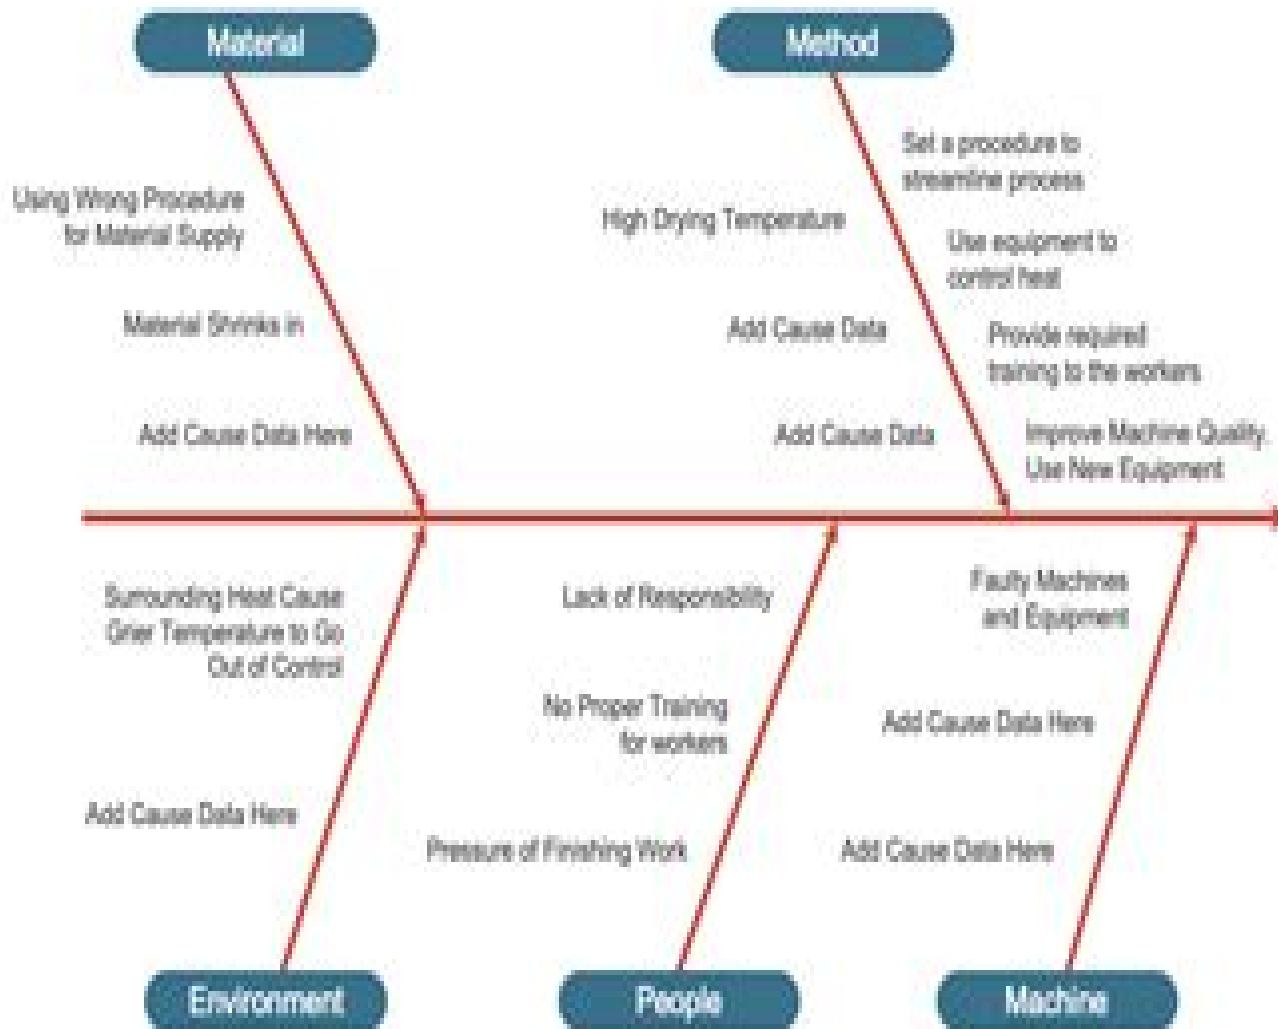 Material
Method
Using Wrong Procedure
for Material Supply
Material Shrinks in
Add Cause Data Here
High Drying Temperature
Add Cause Data
Add Cause Data
Set a procedure to
streamline process
Use equipment to
control heat
Provide required
training to the workers
Improve Machine Quality.
Use New Equipment
Surrounding Heat Cause
Grier Temperature to Go
Out of Control
Add Cause Data Here
Lack of Responsibility
No Proper Training
for workers
Pressure of Finishing Work
Faulty Machines
and Equipment
Add Cause Data Here
Add Cause Data Here
Environment
People
Machine